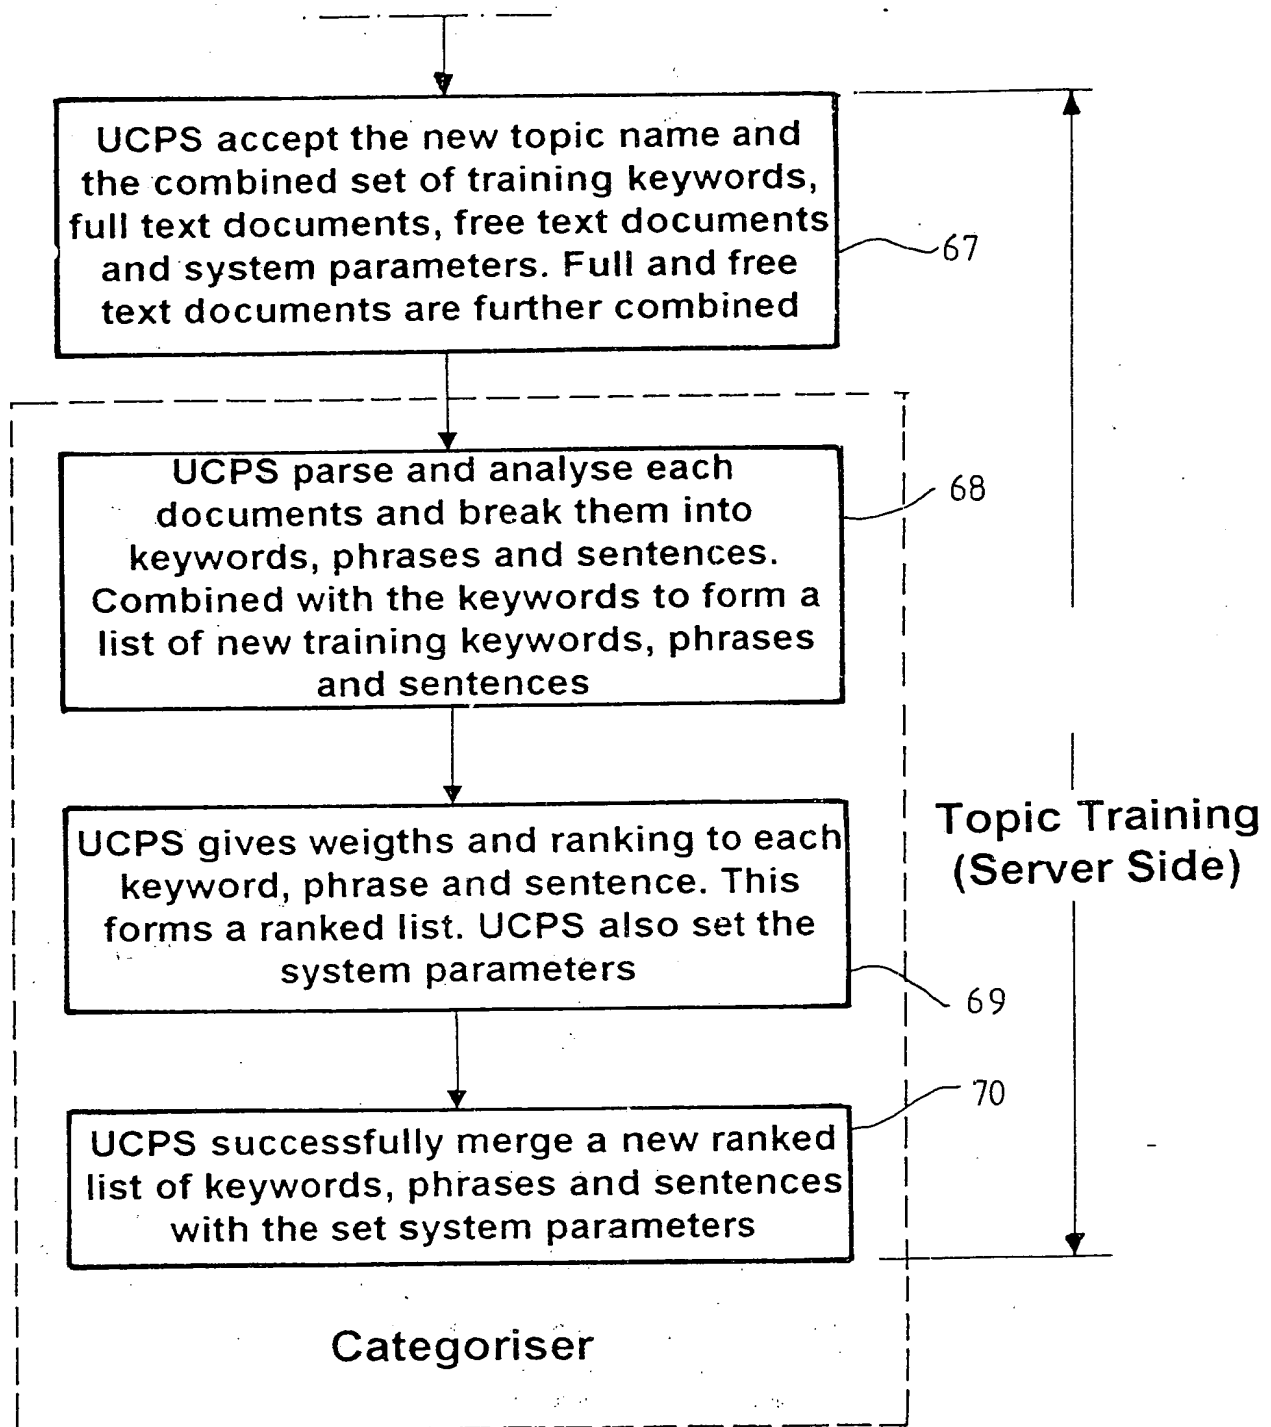 UCPS accept the new topic name and
the combined set of training keywords,
full text documents, free text documents
and system parameters. Full and free
text documents are further combined
67
UCPS parse and analyse each
documents and break them into
keywords, phrases and sentences.
Combined with the keywords to form a
list of new training keywords, phrases
and sentences
68
UCPS gives weigths and ranking to each
keyword, phrase and sentence. This
forms a ranked list. UCPS also set the
system parameters
69
Topic Training
(Server Side)
UCPS successfully merge a new ranked
list of keywords, phrases and sentences
with the set system parameters
70
Categoriser